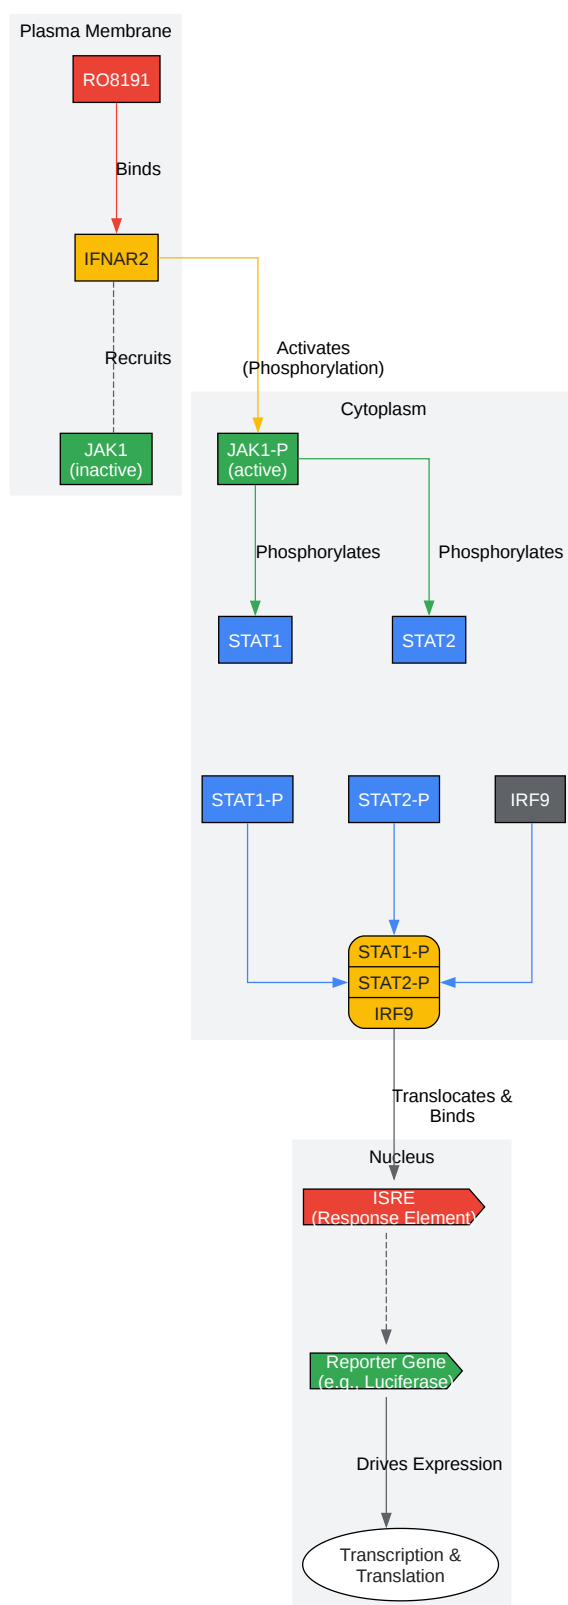 Plasma Membrane
RO8191
Binds
IFNAR2
Recruits
Activates
(Phosphorylation)
Cytoplasm
JAK1
(inactive)
JAK1-P
(active)
Phosphorylates
Phosphorylates
STAT1
STAT2
STAT1-P
STAT2-P
IRF9
STAT1-P
STAT2-P
IRF9
Translocates &
Binds
Nucleus
ISRE
(Response Element)
Reporter Gene
(e.g., Luciferase)
Drives Expression
Transcription &
Translation